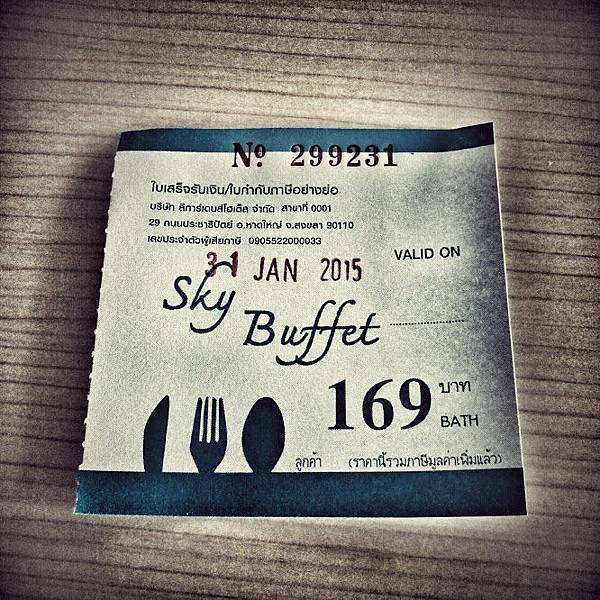 Nº 299231
ใบเสร็จรับเงิน/ใบกำกับภาษีอย่างย่อ
บริษัท ลีการ์เดนส์โฮเต็ล จำกัด สาขาที่ 0001
29 ถนนประชาธิปัตย์ อ.หาดใหญ่ จ.สงขลา 90110
เลขประจำตัวผู้เสียภาษี 0905522000033
VALID ON
31 JAN 2015
Sky
Buffet
169 บาท
BATH
ลูกค้า (ราคานี้รวมภาษีมูลค่าเพิ่มแล้ว)